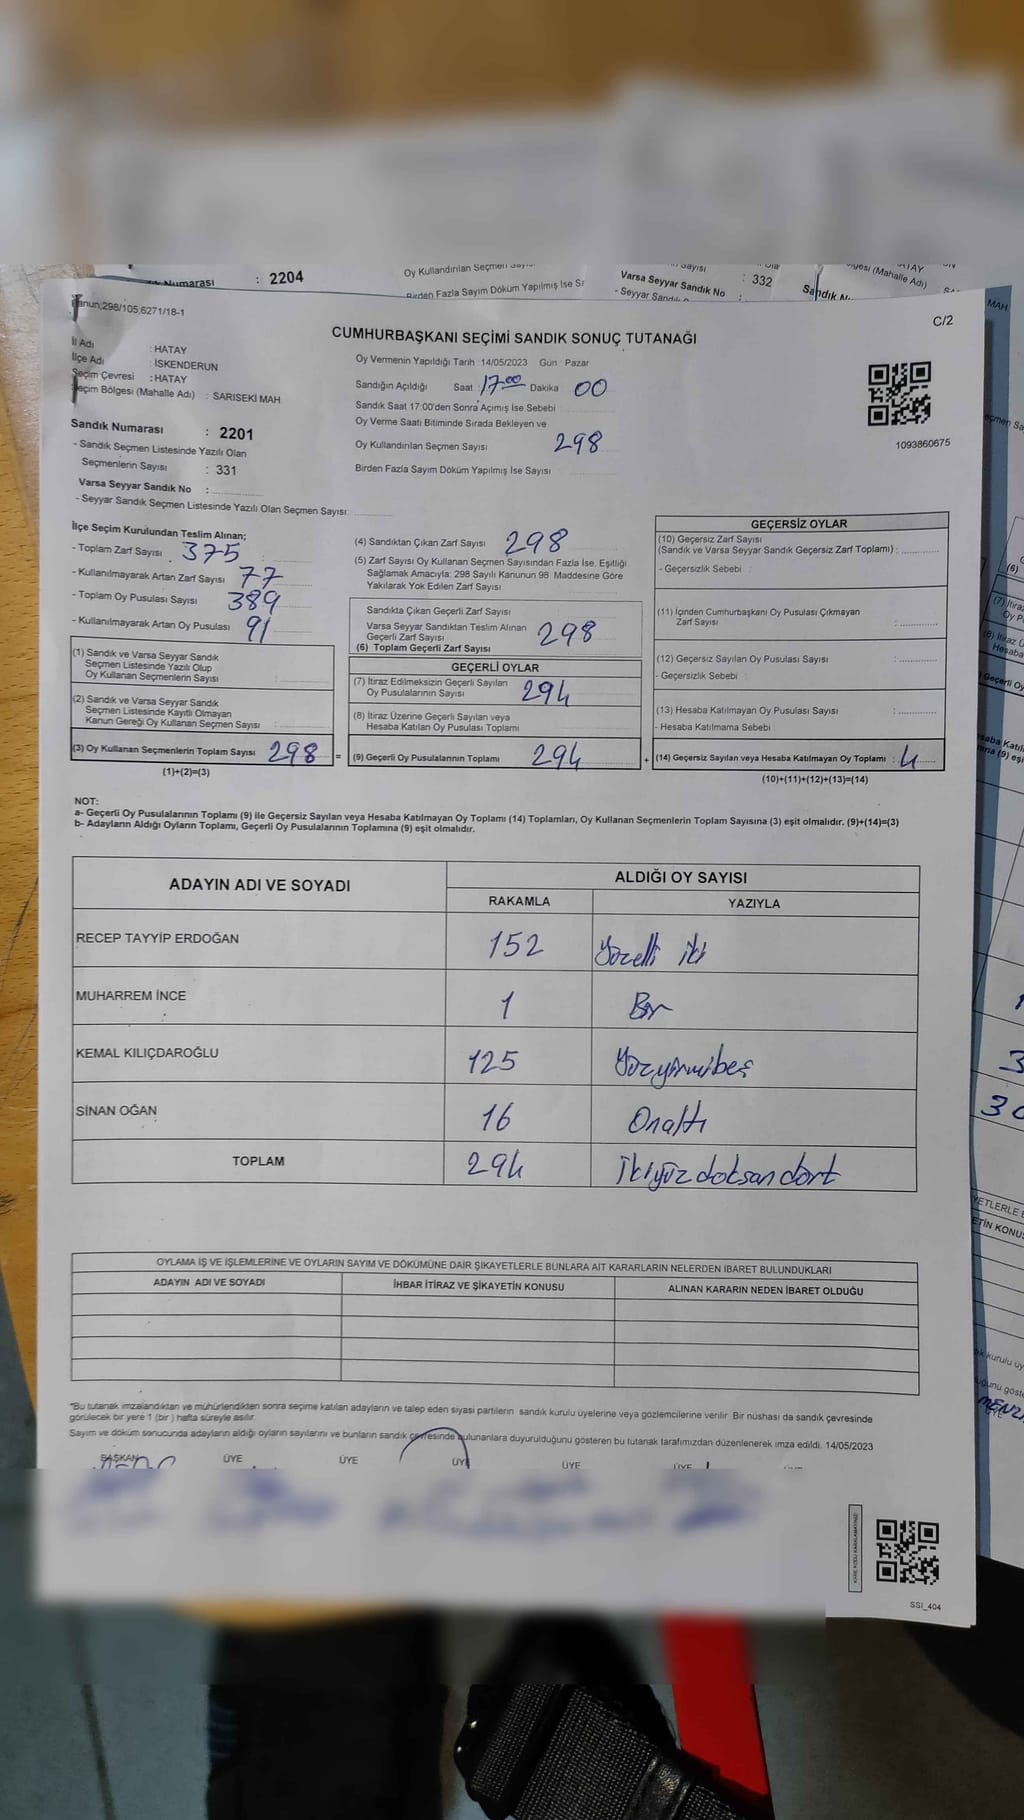 Numarası : 2204
Oy Kullandırılan Seçmen Sayısı
Birden Fazla Sayım Döküm Yapılmış İse
Sayısı : 332
Varsa Seyyar Sandık No
- Seyyar
(Mahalle Adı)
MAH
298/105,6271/18-1
C/2
CUMHURBAŞKANI SEÇİMİ SANDIK SONUÇ TUTANAĞI
İl Adı : HATAY
İlçe Adı : İSKENDERUN
Seçim Çevresi : HATAY
Seçim Bölgesi (Mahalle Adı) : SARISEKİ MAH
Oy Vermenin Yapıldığı Tarih : 14/05/2023 Gün : Pazar
Sandığın Açıldığı Saat : 17:00 Dakika 00
Sandık Saat 17:00'den Sonra Açımış İse Sebebi
Oy Verme Saati Bitiminde Sırada Bekleyen ve
Oy Kullandırılan Seçmen Sayısı 298
Birden Fazla Sayım Döküm Yapılmış İse Sayısı
1093860675
Sandık Numarası : 2201
- Sandık Seçmen Listesinde Yazılı Olan
Seçmenlerin Sayısı : 331
Varsa Seyyar Sandık No :
- Seyyar Sandık Seçmen Listesinde Yazılı Olan Seçmen Sayısı:
İlçe Seçim Kurulundan Teslim Alınan;
- Toplam Zarf Sayısı 375
- Kullanılmayarak Artan Zarf Sayısı 77
- Toplam Oy Pusulası Sayısı 389
- Kullanılmayarak Artan Oy Pusulası 91
(1) Sandık ve Varsa Seyyar Sandık
Seçmen Listesinde Yazılı Olup
Oy Kullanan Seçmenlerin Sayısı :
(2) Sandık ve Varsa Seyyar Sandık
Seçmen Listesinde Kayıtlı Olmayan
Kanun Gereği Oy Kullanan Seçmen Sayısı :
(3) Oy Kullanan Seçmenlerin Toplam Sayısı 298 =
(1)+(2)=(3)
(4) Sandıktan Çıkan Zarf Sayısı 298
(5) Zarf Sayısı Oy Kullanan Seçmen Sayısından Fazla İse, Eşitliği
Sağlamak Amacıyla; 298 Sayılı Kanunun 98. Maddesine Göre
Yakılarak Yok Edilen Zarf Sayısı
Sandıkta Çıkan Geçerli Zarf Sayısı :
Varsa Seyyar Sandıktan Teslim Alınan
Geçerli Zarf Sayısı
(6) Toplam Geçerli Zarf Sayısı 298
GEÇERLİ OYLAR
(7) İtiraz Edilmeksizin Geçerli Sayılan
Oy Pusulalarının Sayısı 294
(8) İtiraz Üzerine Geçerli Sayılan veya
Hesaba Katılan Oy Pusulaları Toplamı
(9) Geçerli Oy Pusulalarının Toplamı 294 +
GEÇERSİZ OYLAR
(10) Geçersiz Zarf Sayısı
(Sandık ve Varsa Seyyar Sandık Geçersiz Zarf Toplamı) :
- Geçersizlik Sebebi :
(11) İçinden Cumhurbaşkanı Oy Pusulası Çıkmayan
Zarf Sayısı :
(12) Geçersiz Sayılan Oy Pusulası Sayısı :
- Geçersizlik Sebebi :
(13) Hesaba Katılmayan Oy Pusulası Sayısı :
- Hesaba Katılmama Sebebi
(14) Geçersiz Sayılan veya Hesaba Katılmayan Oy Toplamı : 4
(10)+(11)+(12)+(13)=(14)
NOT:
a- Geçerli Oy Pusulalarının Toplamı (9) ile Geçersiz Sayılan veya Hesaba Katılmayan Oy Toplamı (14) Toplamları, Oy Kullanan Seçmenlerin Toplam Sayısına (3) eşit olmalıdır. (9)+(14)=(3)
b- Adayların Aldığı Oyların Toplamı, Geçerli Oy Pusulalarının Toplamına (9) eşit olmalıdır.
ADAYIN ADI VE SOYADI ALDIĞI OY SAYISI
RAKAMLA YAZIYLA
RECEP TAYYİP ERDOĞAN 152 Yüzelli iki
MUHARREM İNCE 1 Bir
KEMAL KILIÇDAROĞLU 125 Yüzyirmibeş
SİNAN OĞAN 16 Onaltı
TOPLAM 294 İkiyüzdoksandört
OYLAMA İŞ VE İŞLEMLERİNE VE OYLARIN SAYIM VE DÖKÜMÜNE DAİR ŞİKAYETLERLE BUNLARA AİT KARARLARIN NELERDEN İBARET BULUNDUKLARI
ADAYIN ADI VE SOYADI İHBAR İTİRAZ VE ŞİKAYETİN KONUSU ALINAN KARARIN NEDEN İBARET OLDUĞU
*Bu tutanak imzalandıktan ve mühürlendikten sonra seçime katılan adayların ve talep eden siyasi partilerin sandık kurulu üyelerine veya gözlemcilerine verilir. Bir nüshası da sandık çevresinde
görülecek bir yere 1 (bir) hafta süreyle asılır.
Sayım ve döküm sonucunda adayların aldığı oyların sayılarını ve bunların sandık çevresinde bulunanlara duyurulduğunu gösteren bu tutanak tarafımızdan düzenlenerek imza edildi. 14/05/2023
BAŞKAN ÜYE ÜYE ÜYE ÜYE ÜYE
SSI_404